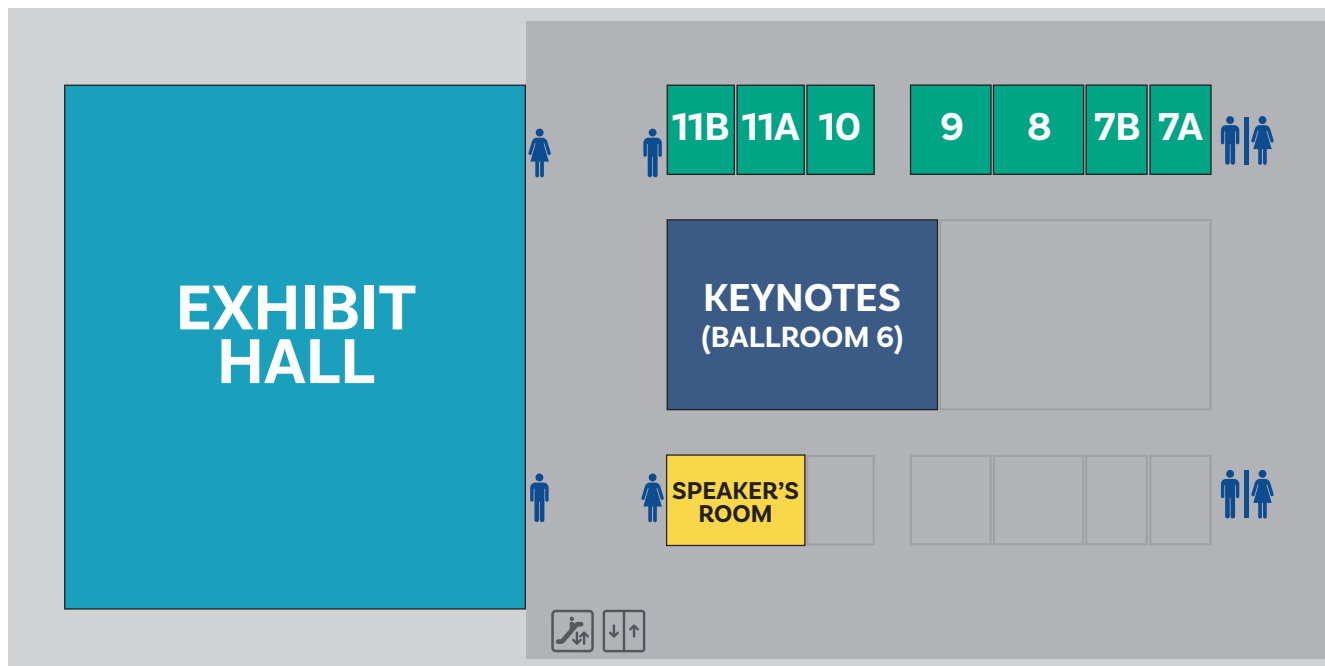 11B 11A 10 9 8 7B 7A
EXHIBIT
HALL
KEYNOTES
(BALLROOM 6)
SPEAKER’S
ROOM